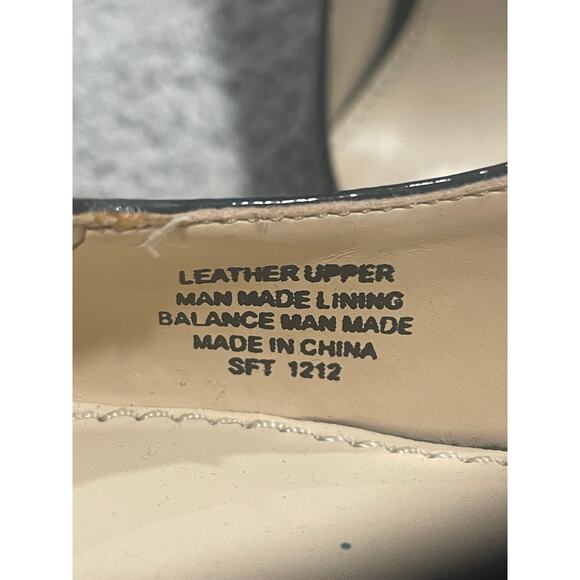 LEATHER UPPER
MAN MADE LINING
BALANCE MAN MADE
MADE IN CHINA
SFT 1212